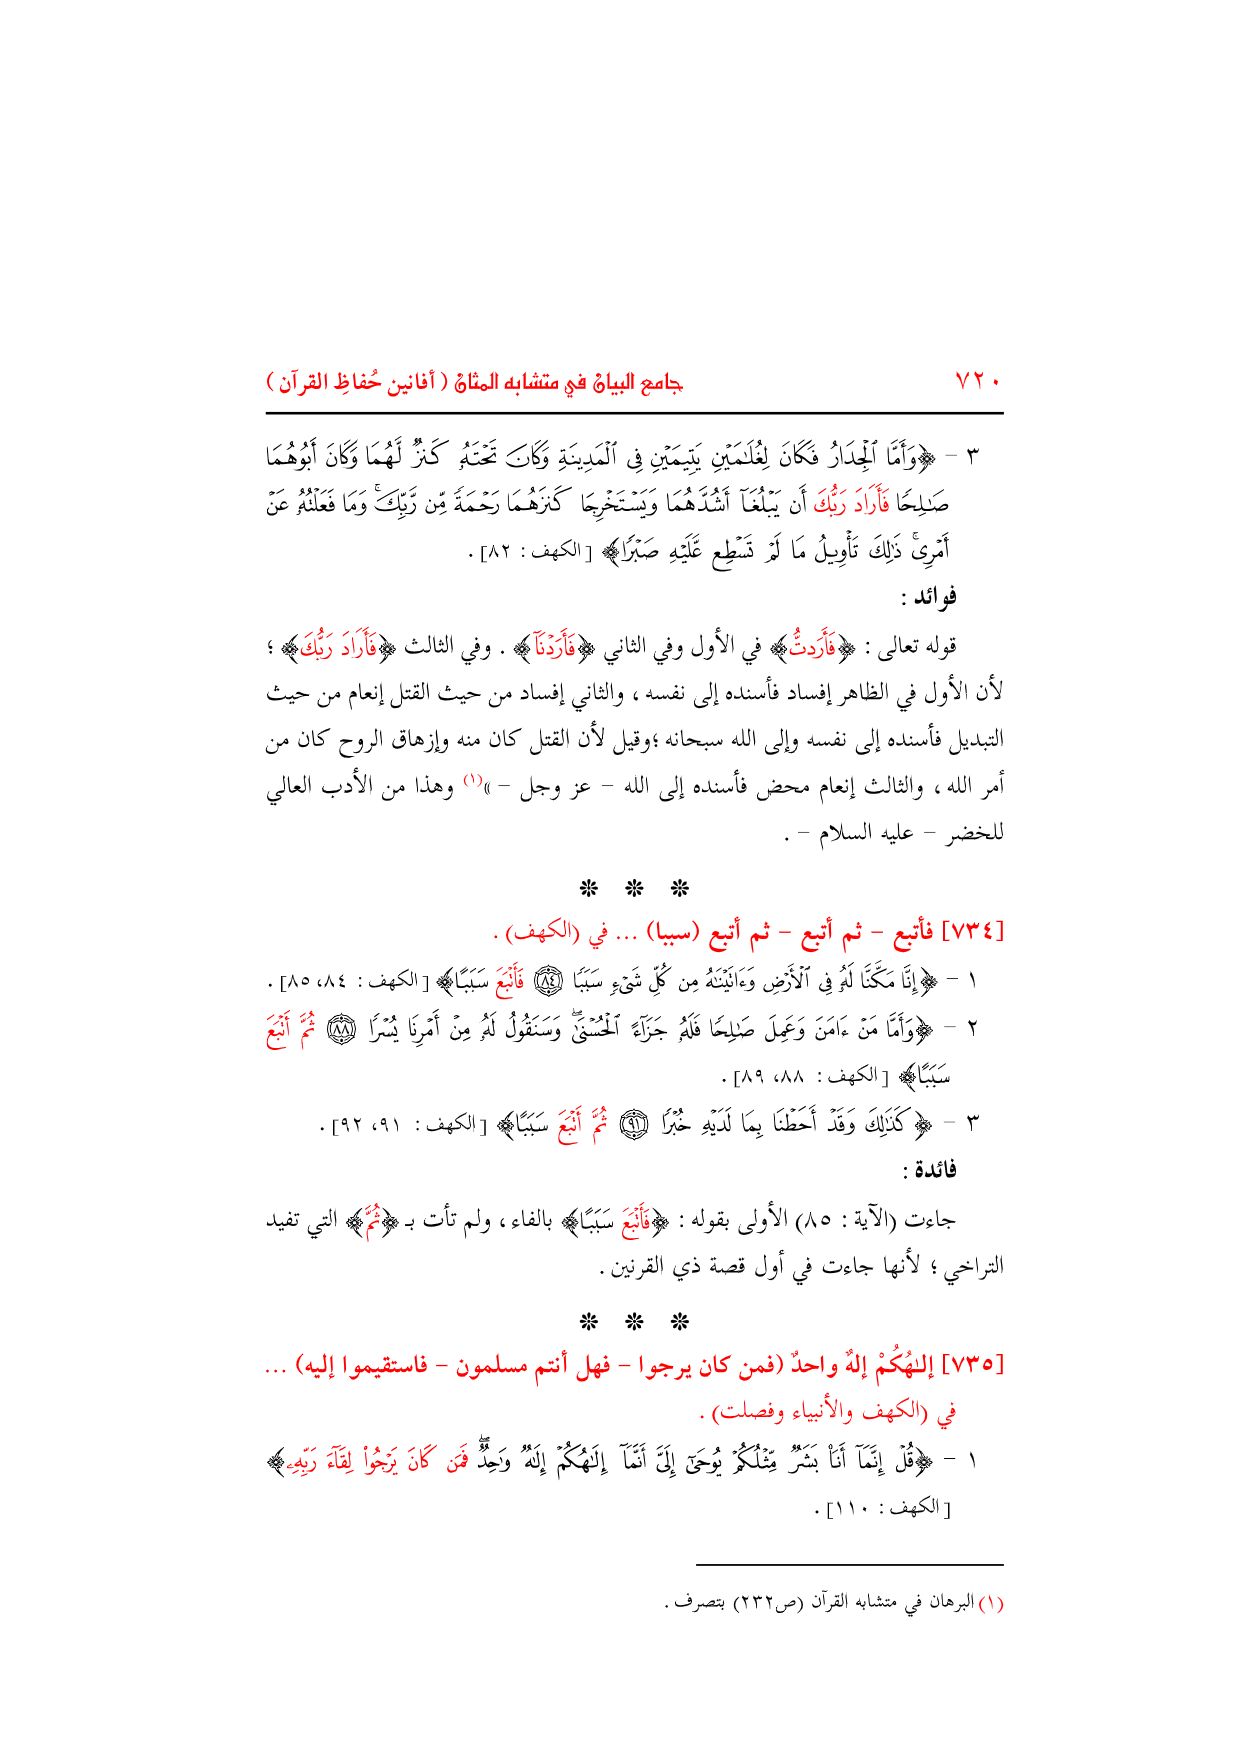 ٧٢٠ جامع البيان في متشابه المثان ( أفانين حُفاظِ القرآن )
٣ - ﴿وَأَمَّا ٱلۡجِدَارُ فَكَانَ لِغُلَٰمَيۡنِ يَتِيمَيۡنِ فِي ٱلۡمَدِينَةِ وَكَانَ تَحۡتَهُۥ كَنزٞ لَّهُمَا وَكَانَ أَبُوهُمَا
صَٰلِحٗا فَأَرَادَ رَبُّكَ أَن يَبۡلُغَآ أَشُدَّهُمَا وَيَسۡتَخۡرِجَا كَنزَهُمَا رَحۡمَةٗ مِّن رَّبِّكَۚ وَمَا فَعَلۡتُهُۥ عَنۡ
أَمۡرِيۚ ذَٰلِكَ تَأۡوِيلُ مَا لَمۡ تَسۡطِع عَّلَيۡهِ صَبۡرٗا﴾ [الكهف : ٨٢] .
فوائد :
قوله تعالى : ﴿فَأَرَدتُّ﴾ في الأول وفي الثاني ﴿فَأَرَدۡنَآ﴾ . وفي الثالث ﴿فَأَرَادَ رَبُّكَ﴾ ؛
لأن الأول في الظاهر إفساد فأسنده إلى نفسه ، والثاني إفساد من حيث القتل إنعام من حيث
التبديل فأسنده إلى نفسه وإلى الله سبحانه ؛وقيل لأن القتل كان منه وإزهاق الروح كان من
أمر الله ، والثالث إنعام محض فأسنده إلى الله - عز وجل - »(١) وهذا من الأدب العالي
للخضر - عليه السلام - .
❊ ❊ ❊
[٧٣٤] فأتبع - ثم أتبع - ثم أتبع (سببا) ... في (الكهف) .
١ - ﴿إِنَّا مَكَّنَّا لَهُۥ فِي ٱلۡأَرۡضِ وَءَاتَيۡنَٰهُ مِن كُلِّ شَيۡءٖ سَبَبٗا ٨٤ فَأَتۡبَعَ سَبَبًا﴾ [الكهف : ٨٤، ٨٥] .
٢ - ﴿وَأَمَّا مَنۡ ءَامَنَ وَعَمِلَ صَٰلِحٗا فَلَهُۥ جَزَآءً ٱلۡحُسۡنَىٰۖ وَسَنَقُولُ لَهُۥ مِنۡ أَمۡرِنَا يُسۡرٗا ٨٨ ثُمَّ أَتۡبَعَ
سَبَبًا﴾ [الكهف : ٨٨، ٨٩] .
٣ - ﴿كَذَٰلِكَ وَقَدۡ أَحَطۡنَا بِمَا لَدَيۡهِ خُبۡرٗا ٩١ ثُمَّ أَتۡبَعَ سَبَبًا﴾ [الكهف : ٩١، ٩٢] .
فائدة :
جاءت (الآية : ٨٥) الأولى بقوله : ﴿فَأَتۡبَعَ سَبَبًا﴾ بالفاء ، ولم تأت بـ ﴿ثُمَّ﴾ التي تفيد
التراخي ؛ لأنها جاءت في أول قصة ذي القرنين .
❊ ❊ ❊
[٧٣٥] إلـٰهُكُمْ إلهٌ واحدٌ (فمن كان يرجوا - فهل أنتم مسلمون - فاستقيموا إليه) ...
في (الكهف والأنبياء وفصلت) .
١ - ﴿قُلۡ إِنَّمَآ أَنَا۠ بَشَرٞ مِّثۡلُكُمۡ يُوحَىٰٓ إِلَيَّ أَنَّمَآ إِلَٰهُكُمۡ إِلَٰهٞ وَٰحِدٞۖ فَمَن كَانَ يَرۡجُواْ لِقَآءَ رَبِّهِۦ﴾
[الكهف : ١١٠] .
(١) البرهان في متشابه القرآن (ص٢٣٢) بتصرف .